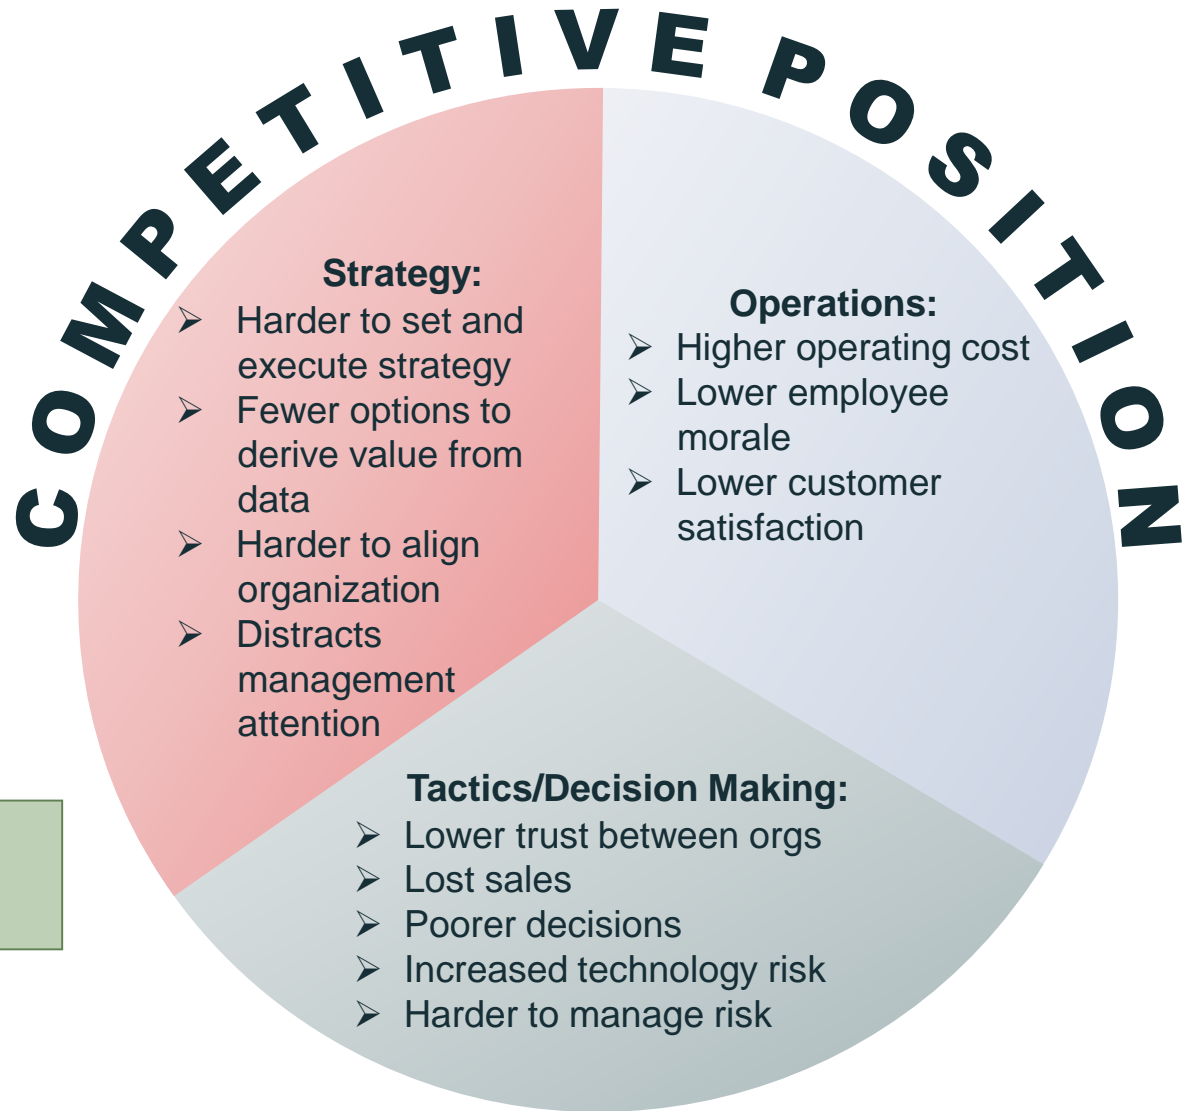 COMPETITIVE POSITION
Strategy:
➢ Harder to set and
execute strategy
➢ Fewer options to
derive value from
data
➢ Harder to align
organization
➢ Distracts
management
attention
Operations:
➢ Higher operating cost
➢ Lower employee
morale
➢ Lower customer
satisfaction
Tactics/Decision Making:
➢ Lower trust between orgs
➢ Lost sales
➢ Poorer decisions
➢ Increased technology risk
➢ Harder to manage risk